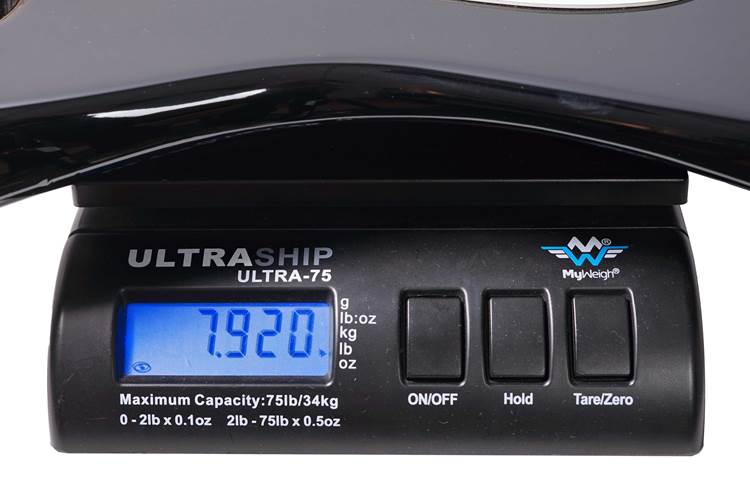 ULTRASHIP
ULTRA-75
MW®
MyWeigh®
7.920
g
lb:oz
kg
lb
oz
ON/OFF
Hold
Tare/Zero
Maximum Capacity:75lb/34kg
0 - 2lb x 0.1oz 2lb - 75lb x 0.5oz